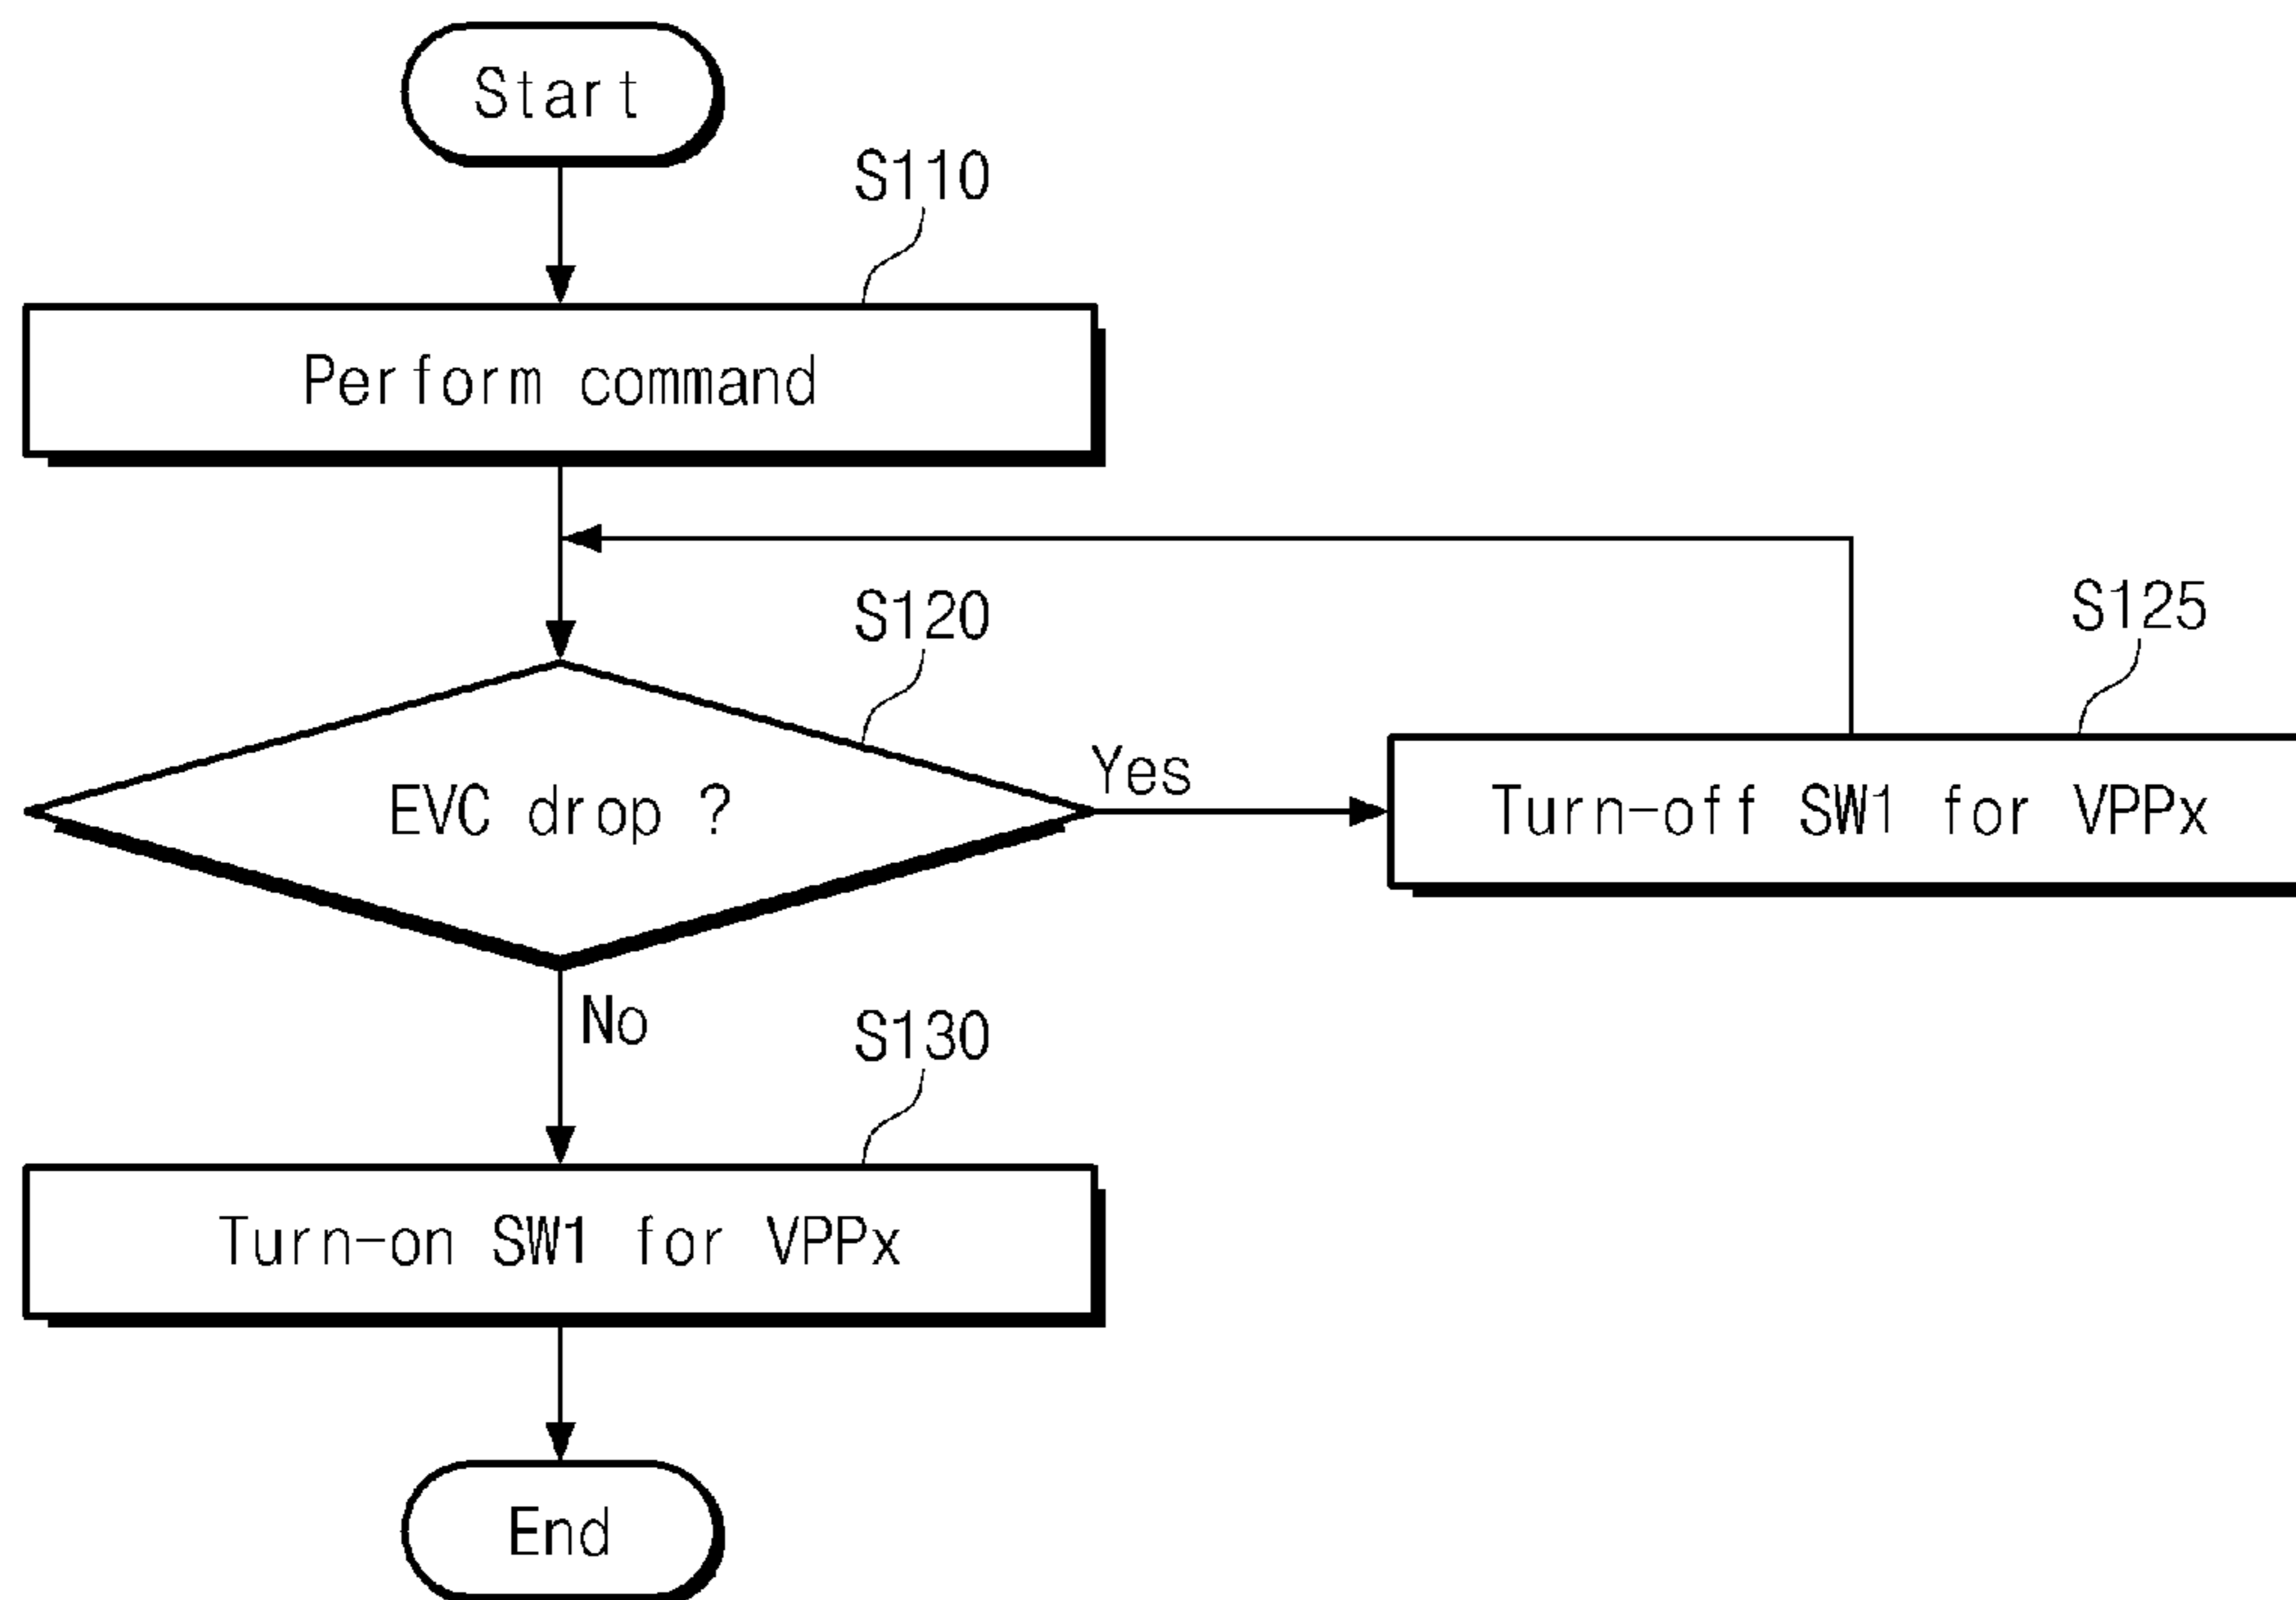 Start
S110
Perform command
S120
S125
EVC drop ?
Yes
Turn-off SW1 for VPPx
No
S130
Turn-on SW1 for VPPx
End